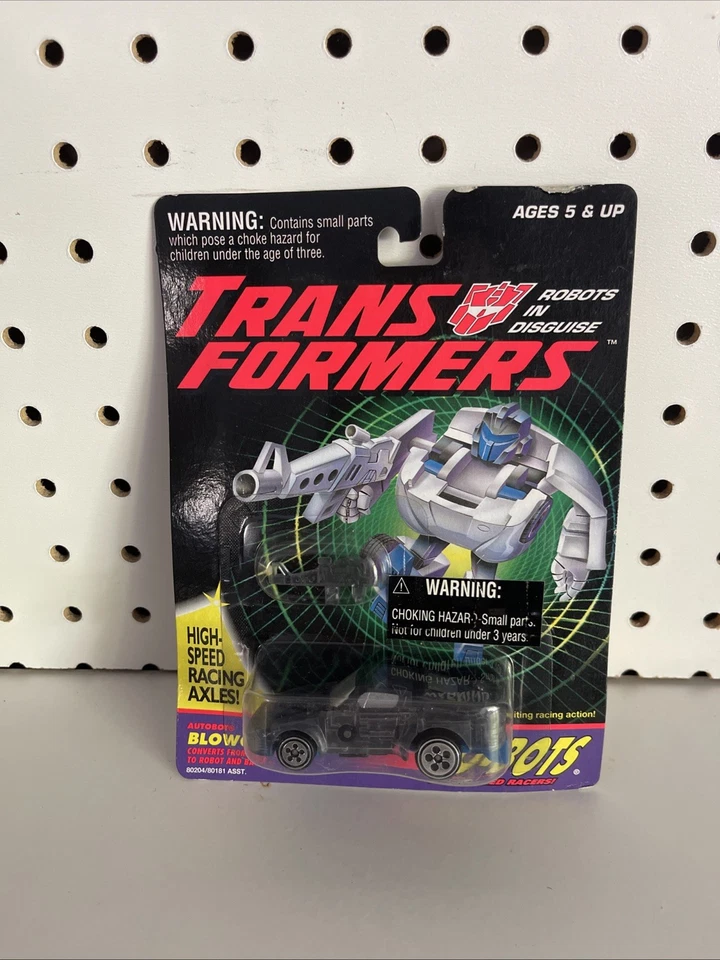 WARNING: Contains small parts
which pose a choke hazard for
children under the age of three.
AGES 5 & UP
TRANS
FORMERS
™
ROBOTS
IN
DISGUISE
⚠ WARNING:
CHOKING HAZARD-Small parts.
Not for children under 3 years.
HIGH-
SPEED
RACING
AXLES!
iting racing action!
AUTOBOT
BLOW
CONVERTS FROM
TO ROBOT AND
80204/80181 ASST.
BOTS®
ED RACERS!